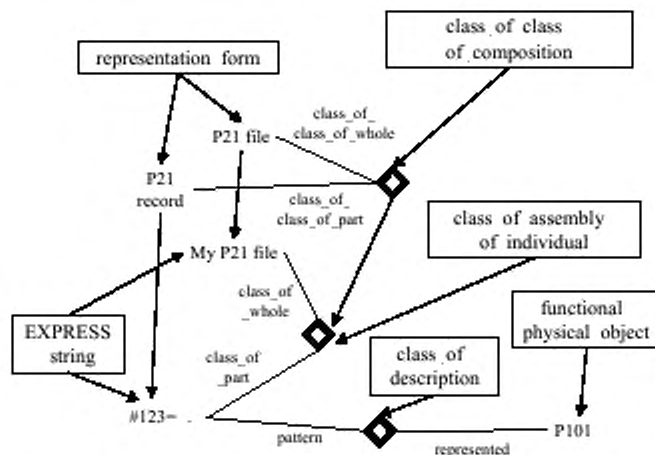 class of class
of composition
representation form
class_of_
class_of_whole
P21 file
P21
record
class_of_
class_of_part
class of assembly
of individual
My P21 file
class_of
_whole
functional
physical object
EXPRESS
string
class_of
_part
class of
description
#123= .
pattern
represented
P101